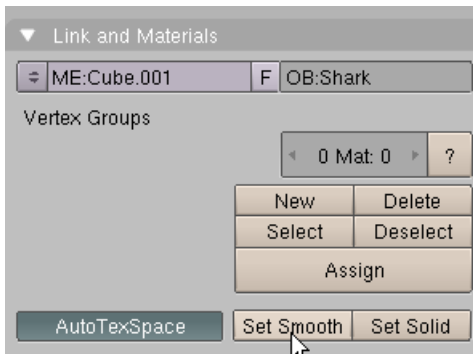 Link and Materials
ME:Cube.001 F OB:Shark
Vertex Groups
0 Mat: 0 ?
New Delete
Select Deselect
Assign
AutoTexSpace Set Smooth Set Solid